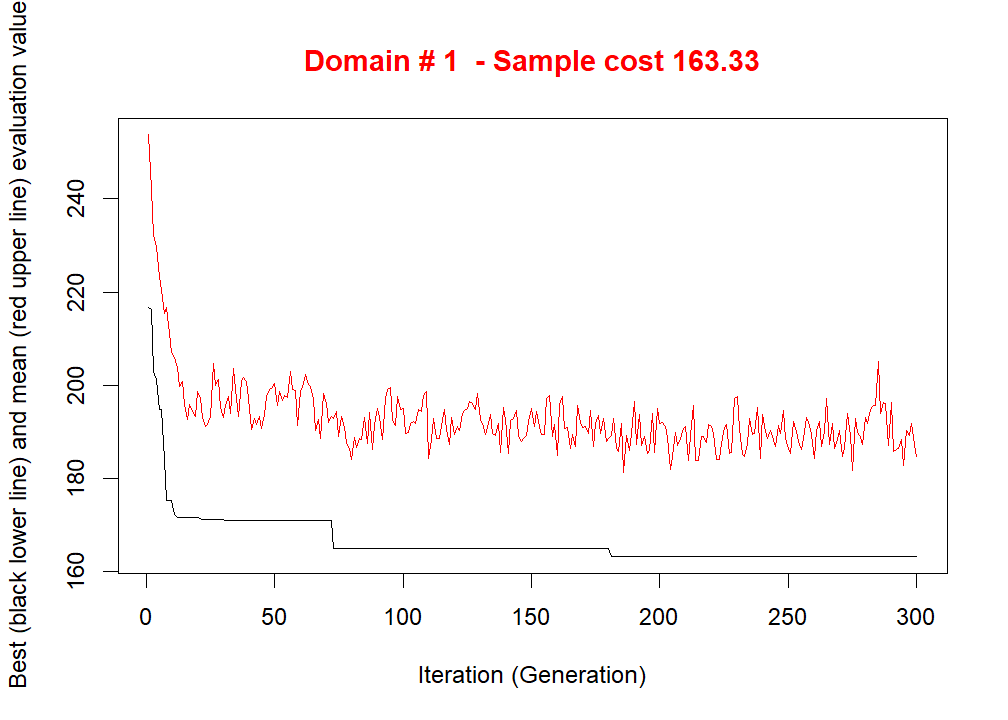 Domain # 1  - Sample cost 163.33
Best (black lower line) and mean (red upper line) evaluation value
240
220
200
180
160
0 50 100 150 200 250 300
Iteration (Generation)